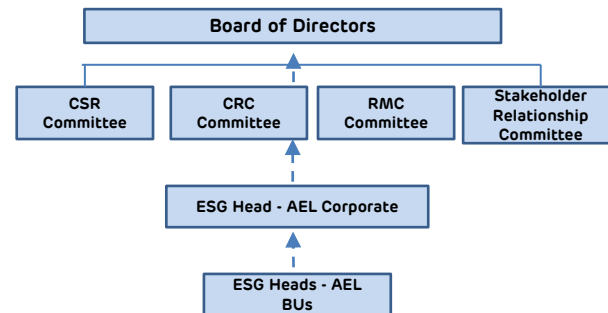 Board of Directors
CSR
Committee
CRC
Committee
RMC
Committee
Stakeholder
Relationship
Committee
ESG Head - AEL Corporate
ESG Heads - AEL
BUs